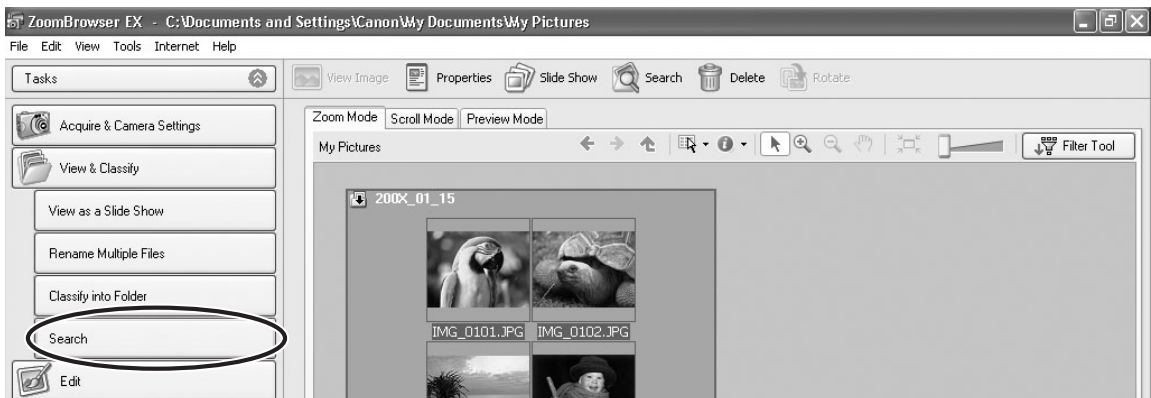 ZoomBrowser EX - C:\Documents and Settings\Canon\My Documents\My Pictures
File Edit View Tools Internet Help
Tasks
View Image Properties Slide Show Search Delete Rotate
Acquire & Camera Settings
Zoom Mode Scroll Mode Preview Mode
My Pictures
Filter Tool
View & Classify
View as a Slide Show
200X_01_15
Rename Multiple Files
Classify into Folder
Search
IMG_0101.JPG IMG_0102.JPG
Edit